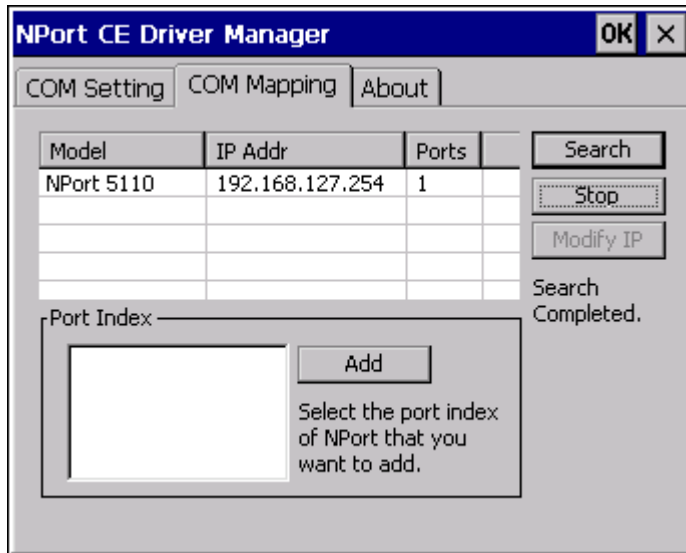 NPort CE Driver Manager OK ×
COM Setting COM Mapping About
Model IP Addr Ports Search
NPort 5110 192.168.127.254 1
Stop
Modify IP
Search
Completed.
Port Index
Add
Select the port index
of NPort that you
want to add.